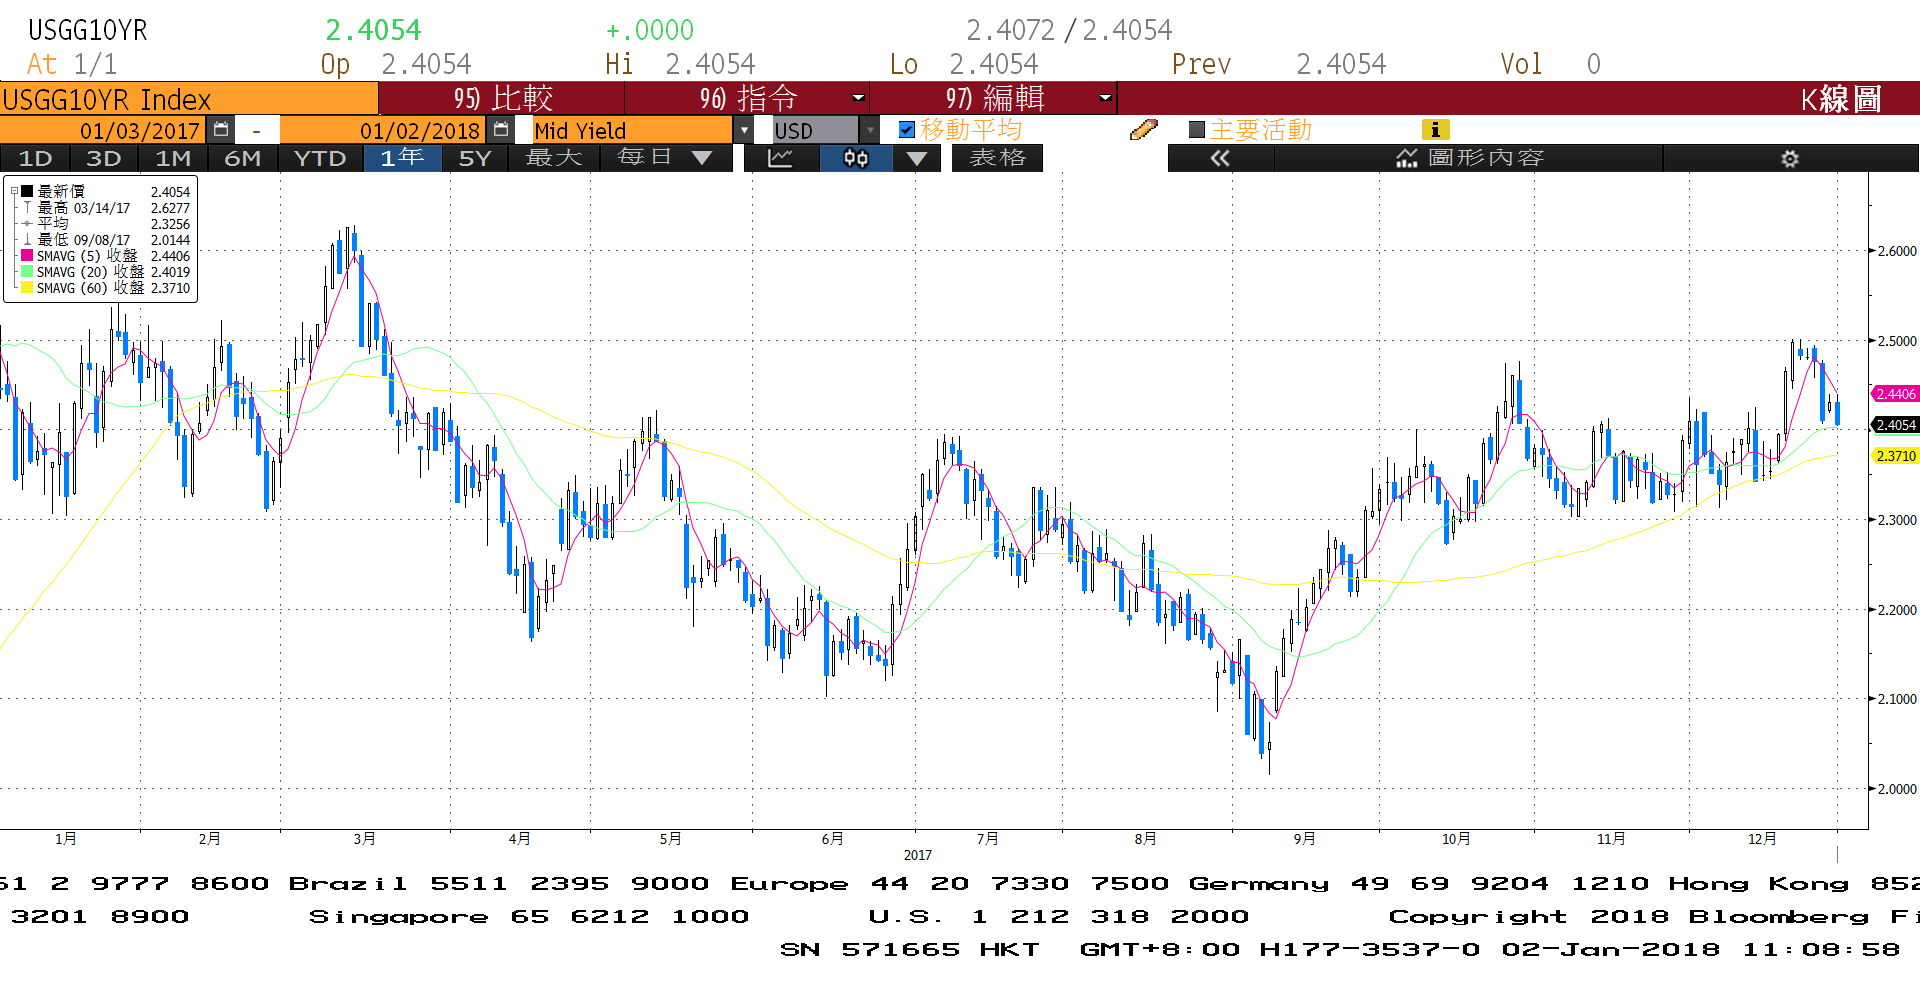 USGG10YR 2.4054 +.0000 2.4072 / 2.4054
At 1/1 Op 2.4054 Hi 2.4054 Lo 2.4054 Prev 2.4054 Vol 0
USGG10YR Index 95) 比較 96) 指令 97) 編輯 K線圖
01/03/2017 - 01/02/2018 Mid Yield USD 移動平均 主要活動 i
1D 3D 1M 6M YTD 1年 5Y 最大 每日 表格 圖形內容
最新價 2.4054
最高 03/14/17 2.6277
平均 2.3256
最低 09/08/17 2.0144
SMAVG (5) 收盤 2.4406
SMAVG (20) 收盤 2.4019
SMAVG (60) 收盤 2.3710
2.6000
2.5000
2.4406
2.4054
2.3710
2.3000
2.2000
2.1000
2.0000
1月 2月 3月 4月 5月 6月 7月 8月 9月 10月 11月 12月
2017
61 2 9777 8600 Brazil 5511 2395 9000 Europe 44 20 7330 7500 Germany 49 69 9204 1210 Hong Kong 852
3201 8900 Singapore 65 6212 1000 U.S. 1 212 318 2000 Copyright 2018 Bloomberg Fi
SN 571665 HKT GMT+8:00 H177-3537-0 02-Jan-2018 11:08:58